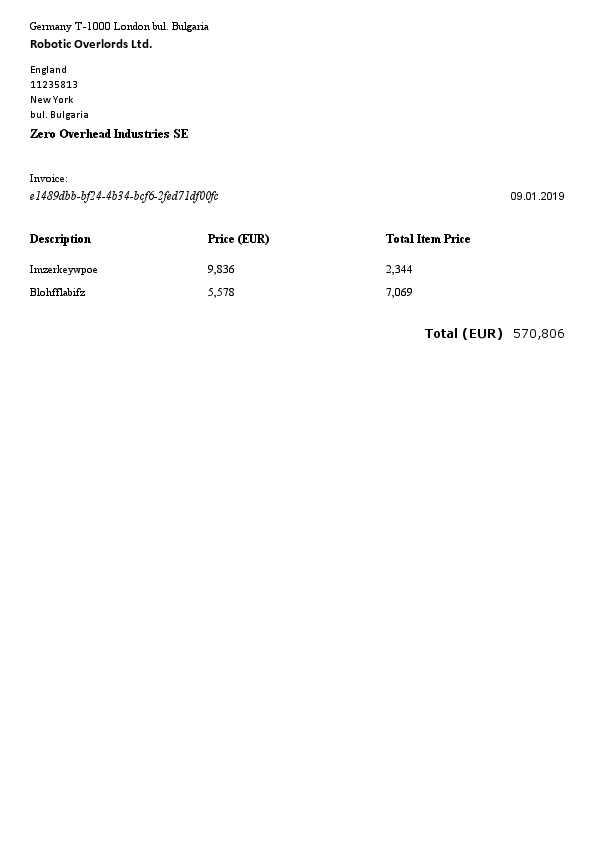 Germany T-1000 London bul. Bulgaria
Robotic Overlords Ltd.
England
11235813
New York
bul. Bulgaria
Zero Overhead Industries SE
Invoice:
e1489dbb-bf24-4b34-bcf6-2fed71df00fc 09.01.2019
Description Price (EUR) Total Item Price
Imzerkeywpoe 9,836 2,344
Blohfflabifz 5,578 7,069
Total (EUR) 570,806